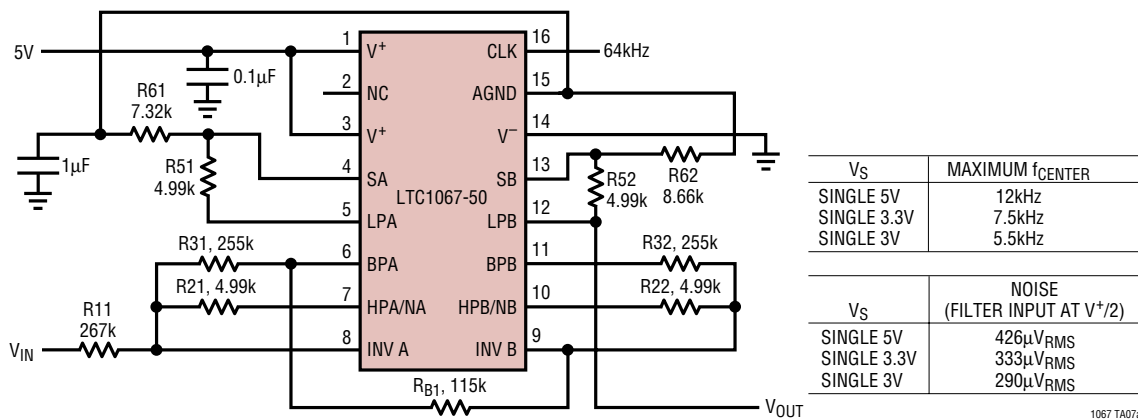 5V
0.1µF
1µF
R61
7.32k
R51
4.99k
R31, 255k
R21, 4.99k
R11
267k
VIN
1
2
3
4
5
6
7
8
V+
NC
V+
SA
LPA
BPA
HPA/NA
INV A
LTC1067-50
CLK
AGND
V−
SB
LPB
BPB
HPB/NB
INV B
16
15
14
13
12
11
10
9
64kHz
R52
4.99k
R62
8.66k
R32, 255k
R22, 4.99k
RB1, 115k
VOUT
VS MAXIMUM fCENTER
SINGLE 5V 12kHz
SINGLE 3.3V 7.5kHz
SINGLE 3V 5.5kHz
NOISE
VS (FILTER INPUT AT V+/2)
SINGLE 5V 426µVRMS
SINGLE 3.3V 333µVRMS
SINGLE 3V 290µVRMS